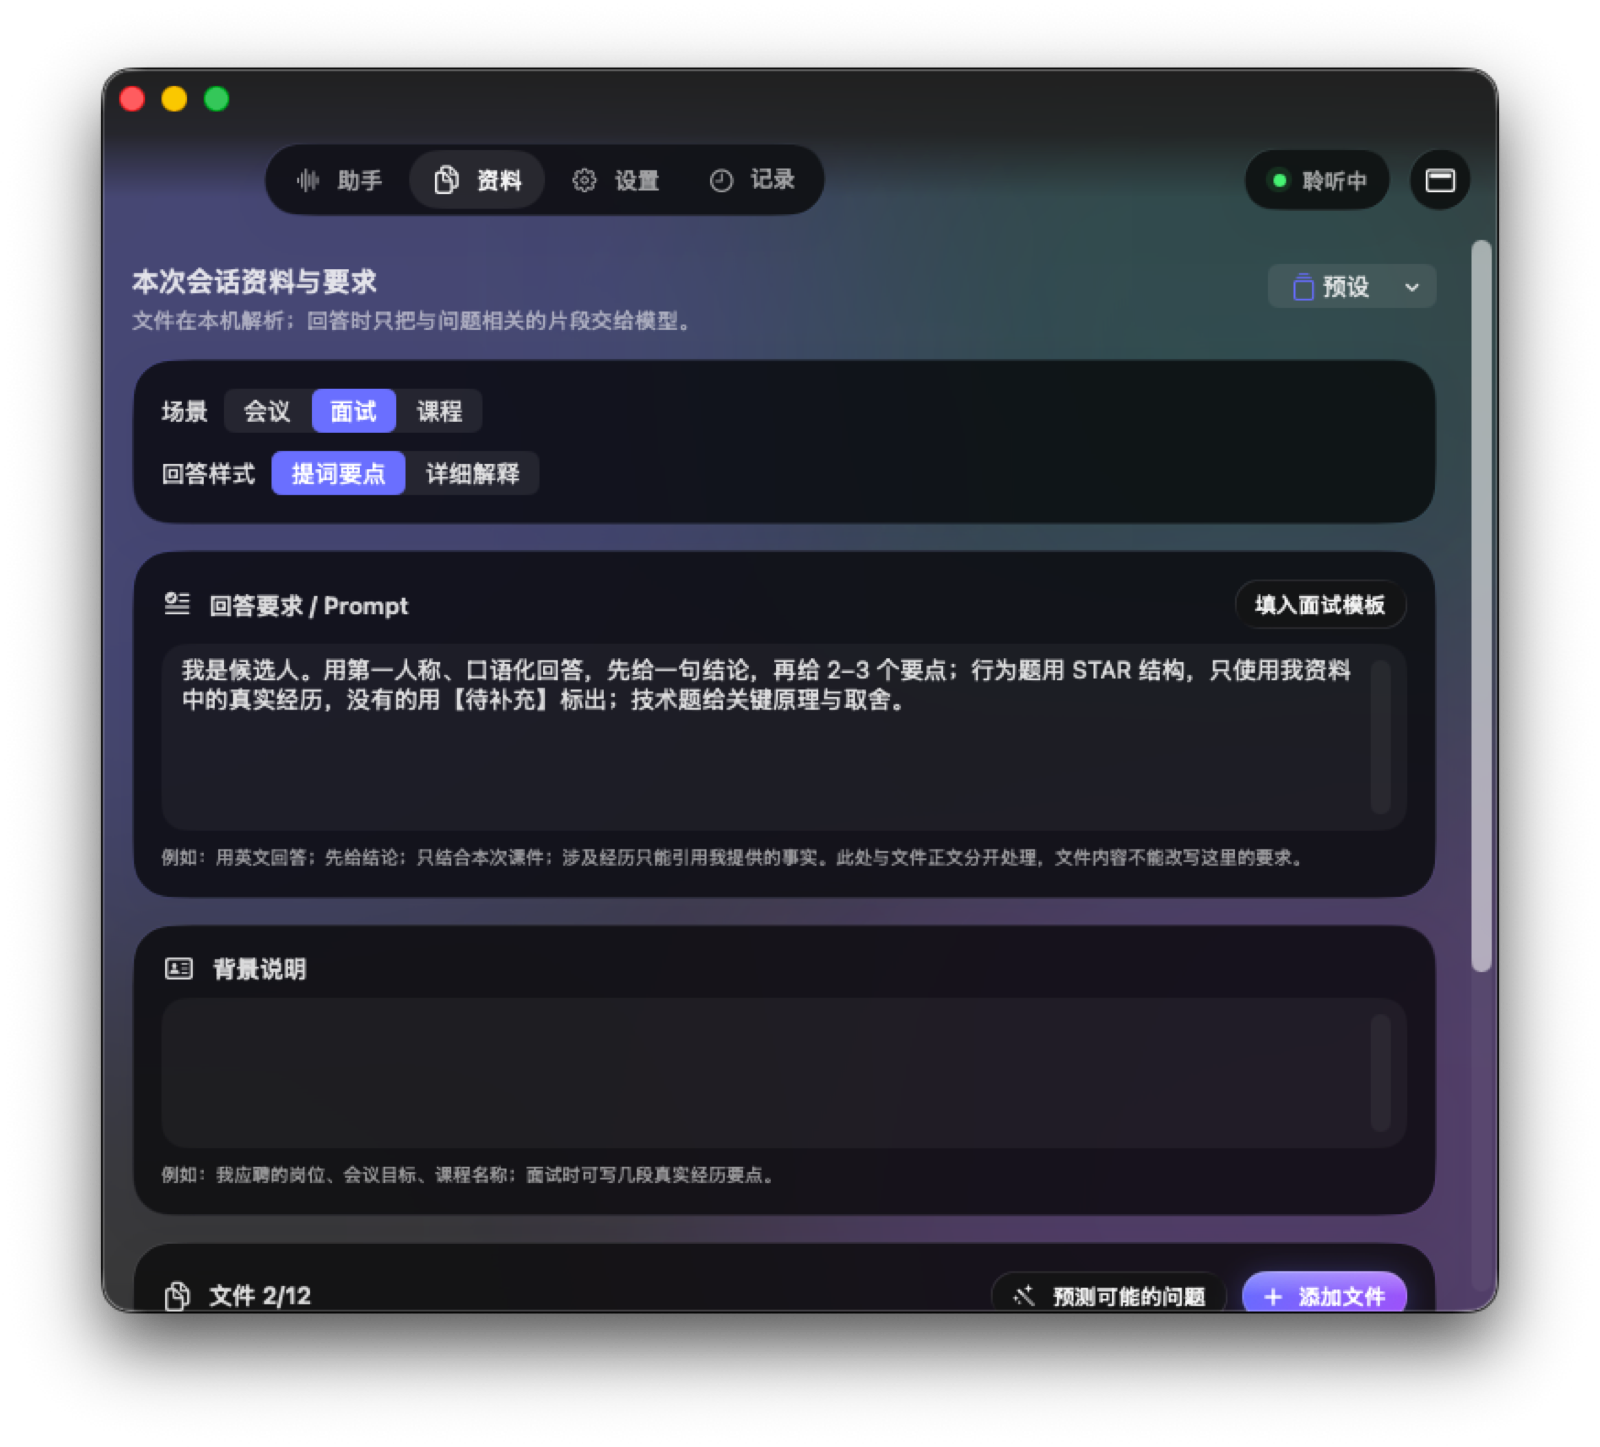 助手 资料 设置 记录 聆听中
本次会话资料与要求
预设
文件在本机解析；回答时只把与问题相关的片段交给模型。
场景 会议 面试 课程
回答样式 提词要点 详细解释
回答要求 / Prompt 填入面试模板
我是候选人。用第一人称、口语化回答，先给一句结论，再给 2–3 个要点；行为题用 STAR 结构，只使用我资料
中的真实经历，没有的用【待补充】标出；技术题给关键原理与取舍。
例如：用英文回答；先给结论；只结合本次课件；涉及经历只能引用我提供的事实。此处与文件正文分开处理，文件内容不能改写这里的要求。
背景说明
例如：我应聘的岗位、会议目标、课程名称；面试时可写几段真实经历要点。
文件 2/12 预测可能的问题 + 添加文件